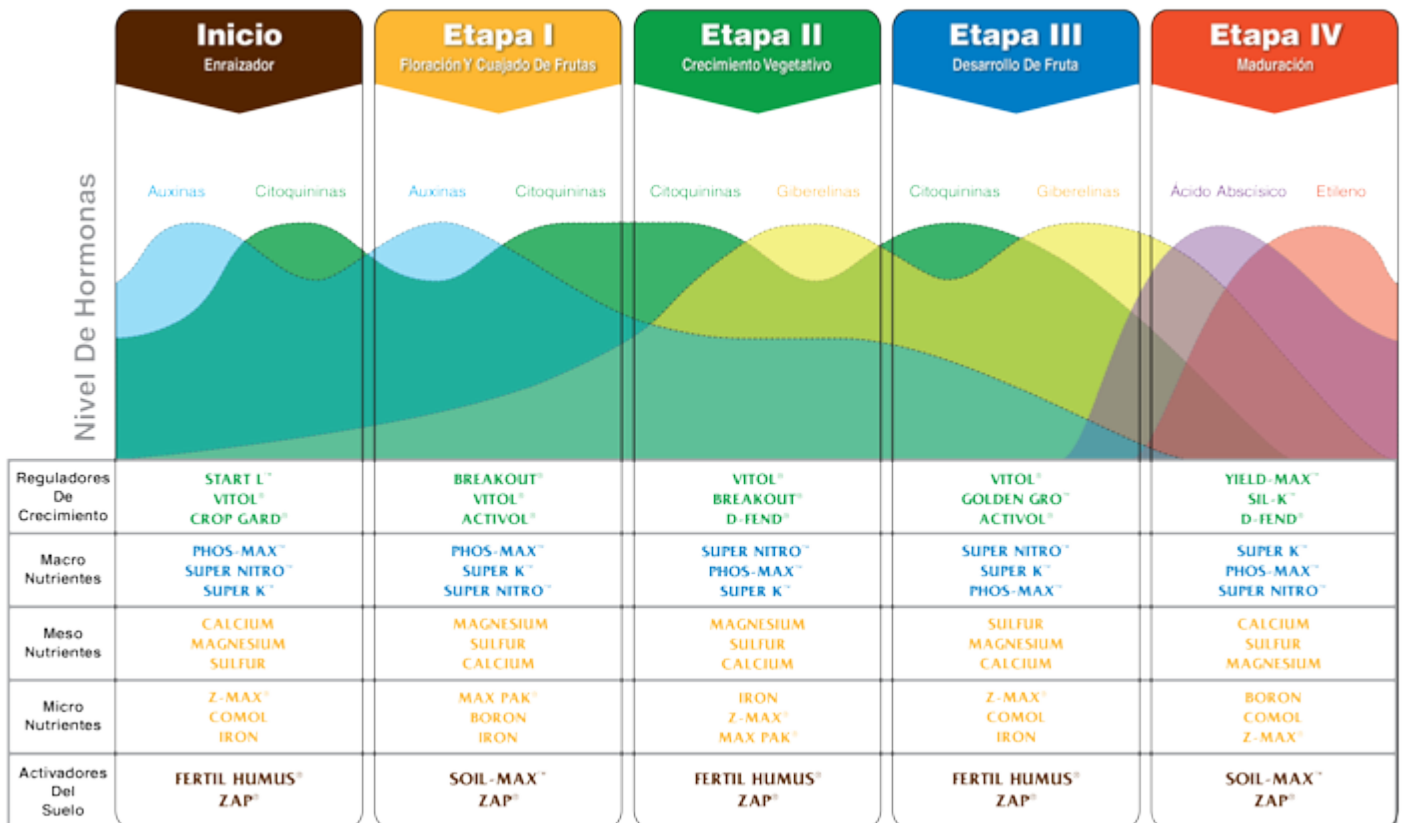 Inicio
Enraizador
Etapa I
Floración Y Cuajado De Frutas
Etapa II
Crecimiento Vegetativo
Etapa III
Desarrollo De Fruta
Etapa IV
Maduración
Nivel De Hormonas
Auxinas
Citoquininas
Auxinas
Citoquininas
Citoquininas
Giberelinas
Citoquininas
Giberelinas
Ácido Abscísico
Etileno
Reguladores
De
Crecimiento
START L™
VITOL®
CROP GARD®
BREAKOUT®
VITOL®
ACTIVOL®
VITOL®
BREAKOUT®
D-FEND®
VITOL®
GOLDEN GRO™
ACTIVOL®
YIELD-MAX™
SIL-K™
D-FEND®
Macro
Nutrientes
PHOS-MAX™
SUPER NITRO™
SUPER K™
PHOS-MAX™
SUPER K™
SUPER NITRO™
SUPER NITRO™
PHOS-MAX™
SUPER K™
SUPER NITRO™
SUPER K™
PHOS-MAX™
SUPER K™
PHOS-MAX™
SUPER NITRO™
Meso
Nutrientes
CALCIUM
MAGNESIUM
SULFUR
MAGNESIUM
SULFUR
CALCIUM
MAGNESIUM
SULFUR
CALCIUM
SULFUR
MAGNESIUM
CALCIUM
CALCIUM
SULFUR
MAGNESIUM
Micro
Nutrientes
Z-MAX®
COMOL
IRON
MAX PAK®
BORON
IRON
IRON
Z-MAX®
MAX PAK®
Z-MAX®
COMOL
IRON
BORON
COMOL
Z-MAX®
Activadores
Del
Suelo
FERTIL HUMUS®
ZAP®
SOIL-MAX™
ZAP®
FERTIL HUMUS®
ZAP®
FERTIL HUMUS®
ZAP®
SOIL-MAX™
ZAP®